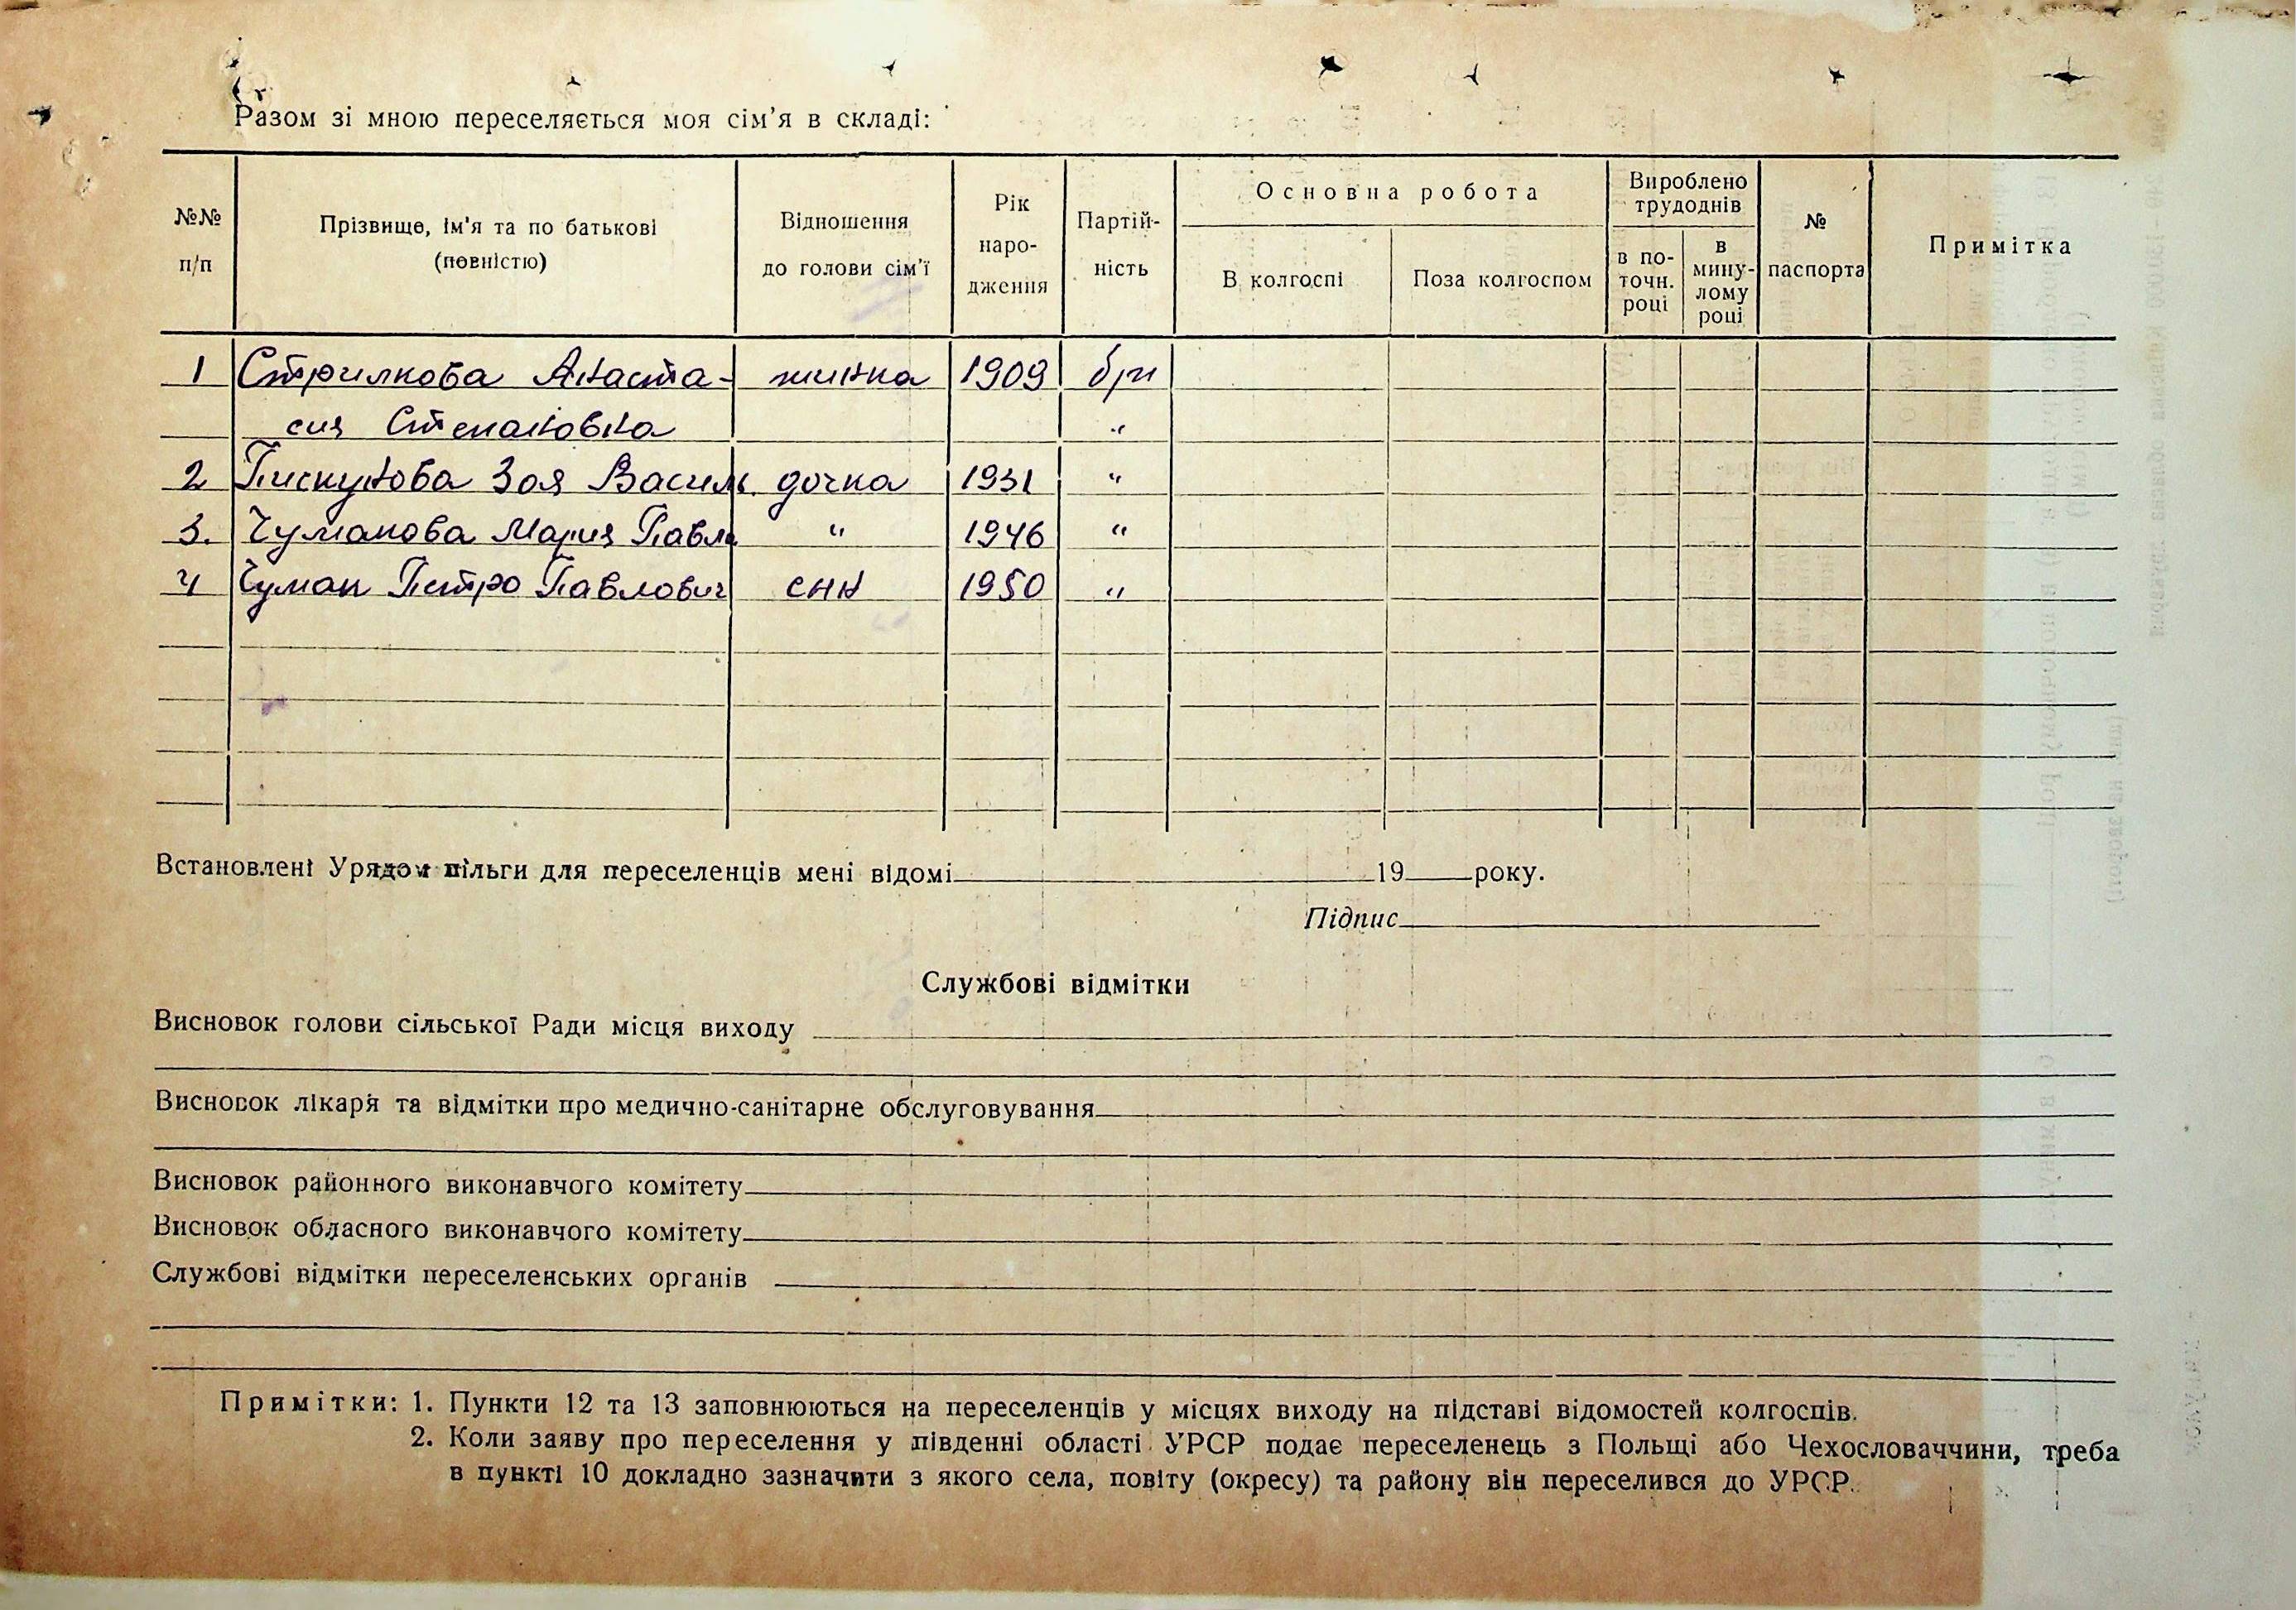 Разом зі мною переселяється моя сім'я в складі:
№№ п/п
Прізвище, ім'я та по батькові (повністю)
Відношення до голови сім'ї
Рік народження
Партійність
Основна робота
В колгоспі
Поза колгоспом
Вироблено трудоднів
в поточн. році
в минулому році
№ паспорта
Примітка
1 Стрилкова Анаста- жинка 1909 б/п
сия Степановна "
2 Пискунова Зоя Василь. дочка 1931 "
3. Чумакова Мария Павл " 1946 "
4 Чумак Петро Павлович син 1950 "
Встановлені Урядом пільги для переселенців мені відомі 19 року.
Підпис
Службові відмітки
Висновок голови сільської Ради місця виходу
Висновок лікаря та відмітки про медично-санітарне обслуговування
Висновок районного виконавчого комітету
Висновок обласного виконавчого комітету
Службові відмітки переселенських органів
Примітки: 1. Пункти 12 та 13 заповнюються на переселенців у місцях виходу на підставі відомостей колгоспів.
2. Коли заяву про переселення у південні області УРСР подає переселенець з Польщі або Чехословаччини, треба
в пункті 10 докладно зазначити з якого села, повіту (окресу) та району він переселився до УРСР.